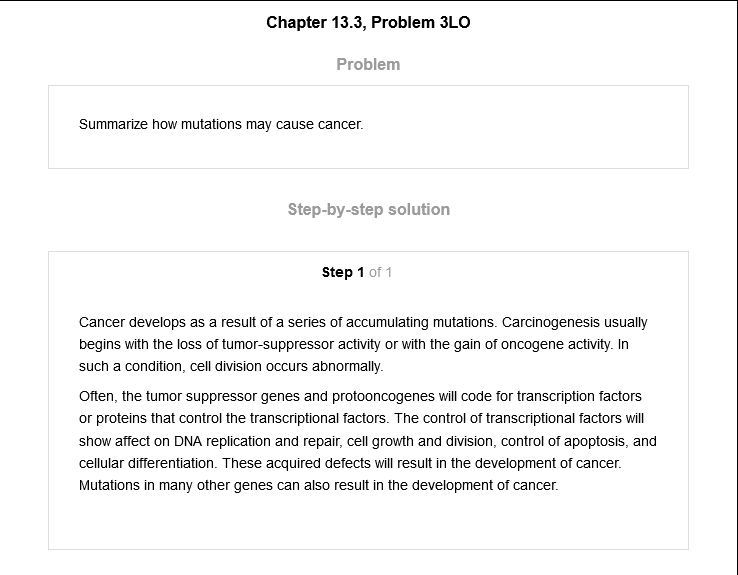 Chapter 13.3, Problem 3LO
Problem
Summarize how mutations may cause cancer.
Step-by-step solution
Step 1 of 1
Cancer develops as a result of a series of accumulating mutations. Carcinogenesis usually
begins with the loss of tumor-suppressor activity or with the gain of oncogene activity. In
such a condition, cell division occurs abnormally.
Often, the tumor suppressor genes and protooncogenes will code for transcription factors
or proteins that control the transcriptional factors. The control of transcriptional factors will
show affect on DNA replication and repair, cell growth and division, control of apoptosis, and
cellular differentiation. These acquired defects will result in the development of cancer.
Mutations in many other genes can also result in the development of cancer.